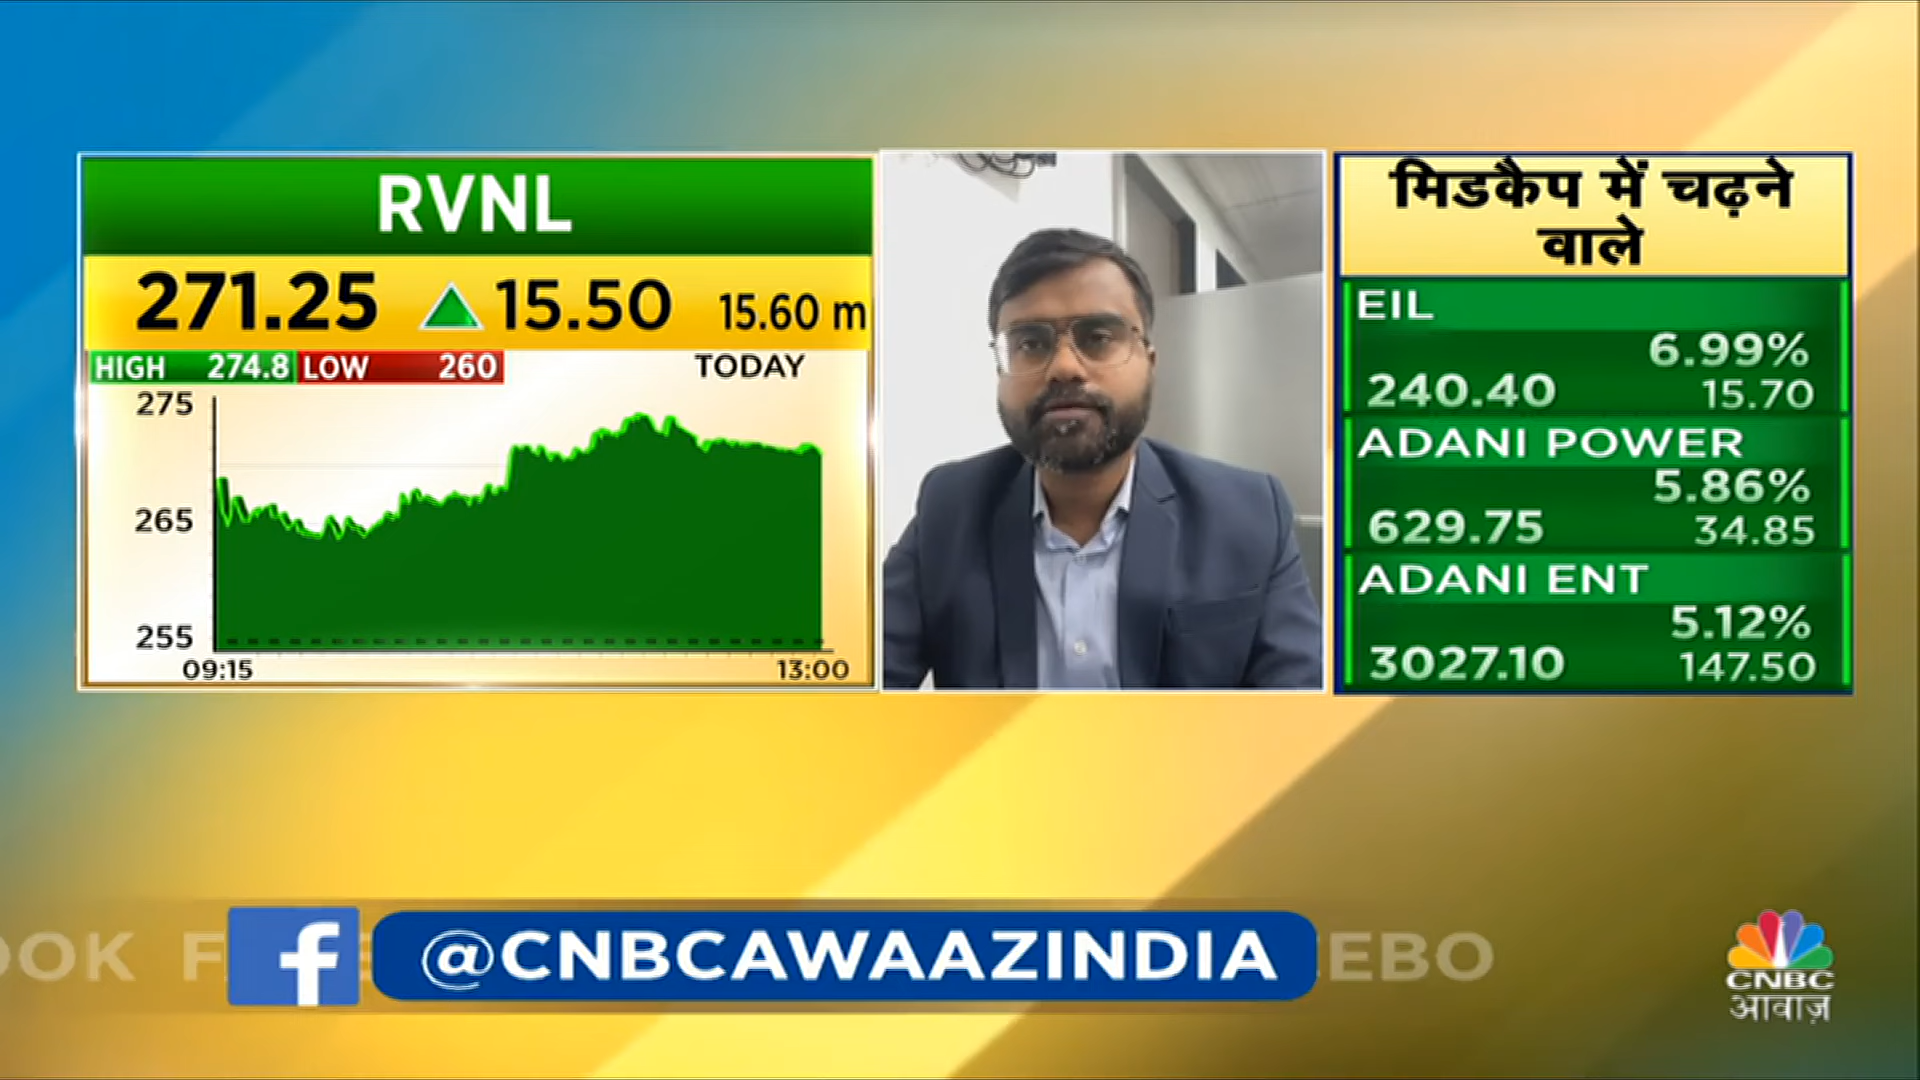 RVNL
271.25 15.50 15.60 m
HIGH 274.8 LOW 260 TODAY
275
265
255
09:15 13:00
मिडकैप में चढ़ने
वाले
EIL
6.99%
240.40 15.70
ADANI POWER
5.86%
629.75 34.85
ADANI ENT
5.12%
3027.10 147.50
@CNBCAWAAZINDIA
CNBC
आवाज़